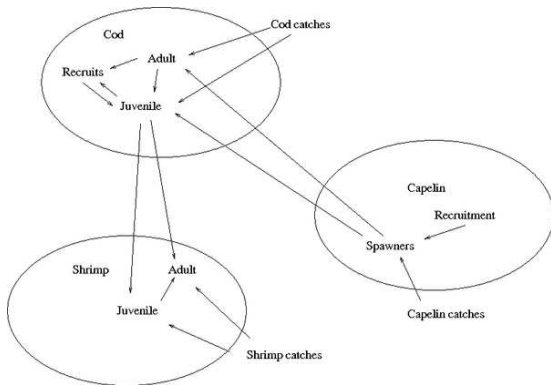 Cod
Cod catches
Adult
Recruits
Juvenile
Capelin
Recruitment
Spawners
Shrimp
Adult
Juvenile
Capelin catches
Shrimp catches